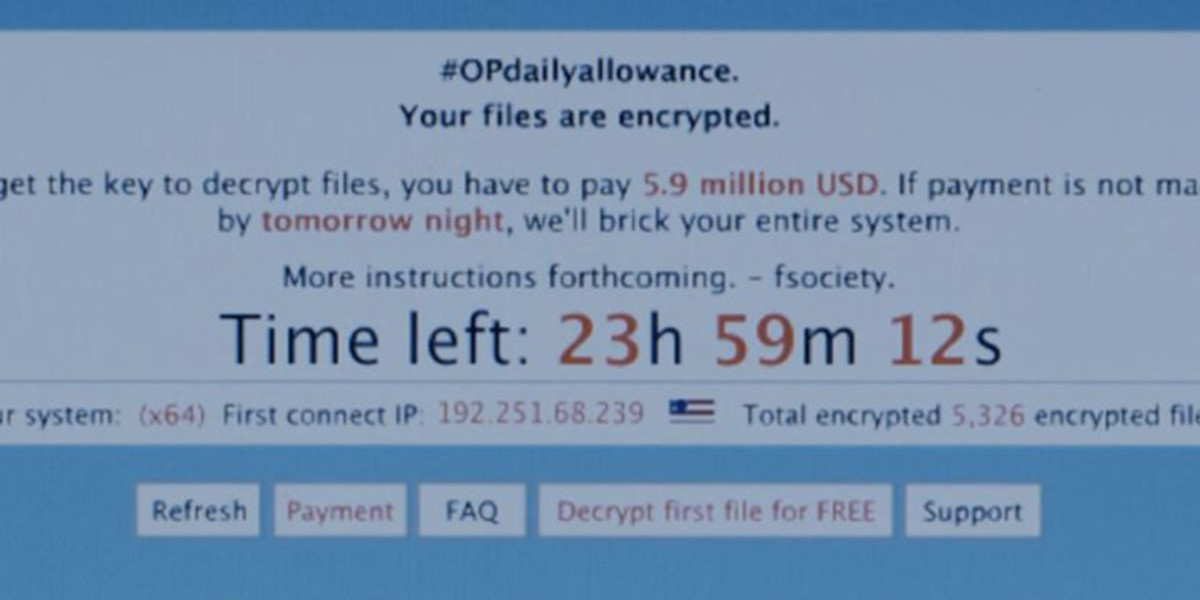 #OPdailyallowance.
Your files are encrypted.
get the key to decrypt files, you have to pay 5.9 million USD. If payment is not ma
by tomorrow night, we'll brick your entire system.
More instructions forthcoming. – fsociety.
Time left: 23h 59m 12s
ur system: (x64) First connect IP: 192.251.68.239 Total encrypted 5,326 encrypted file
Refresh Payment FAQ Decrypt first file for FREE Support